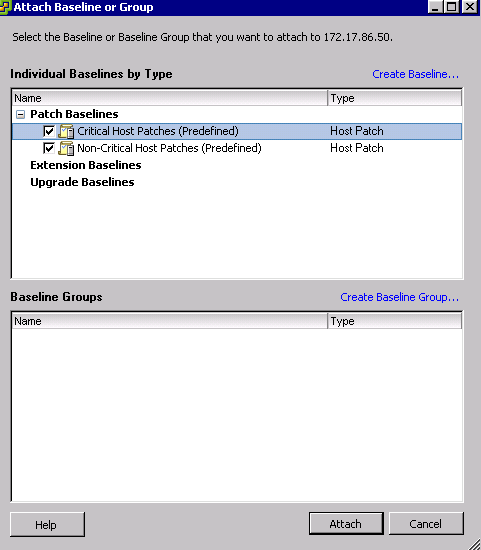 Attach Baseline or Group
Select the Baseline or Baseline Group that you want to attach to 172.17.86.50.
Individual Baselines by Type Create Baseline...
Name Type
Patch Baselines
Critical Host Patches (Predefined) Host Patch
Non-Critical Host Patches (Predefined) Host Patch
Extension Baselines
Upgrade Baselines
Baseline Groups Create Baseline Group...
Name Type
Help Attach Cancel